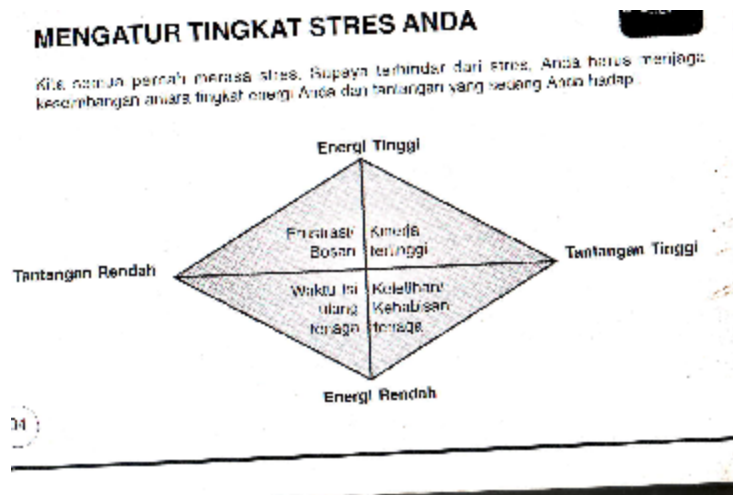 MENGATUR TINGKAT STRES ANDA
Kita semua pernah merasa stres. Supaya terhindar dari stres, Anda harus menjaga
keseimbangan antara tingkat energi Anda dan tantangan yang sedang Anda hadapi.
Energi Tinggi
Frustrasi/ Kinerja
Bosan tertinggi
Tantangan Rendah
Tantangan Tinggi
Waktu isi Keletihan/
ulang Kehabisan
tenaga tenaga
Energi Rendah